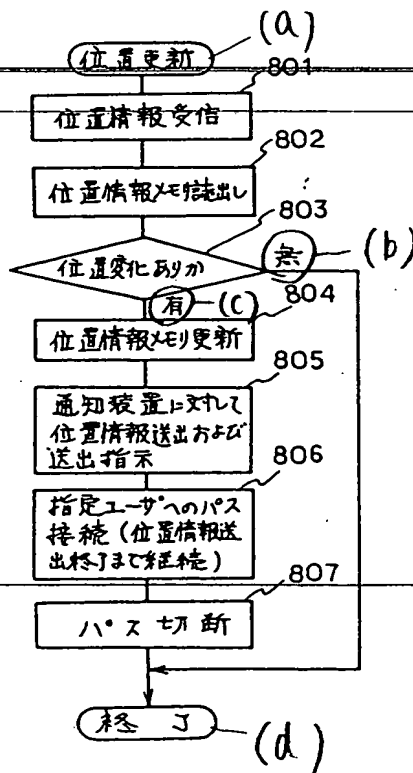 位置更新
(a)
801
位置情報受信
802
位置情報メモリ読出し
803
位置変化ありか
無
(b)
有
(c)
804
位置情報メモリ更新
805
通知装置に対して
位置情報送出および
送出指示
806
指定ユーザへのパス
接続(位置情報送
出終了まで継続)
807
パス切断
終了
(d)